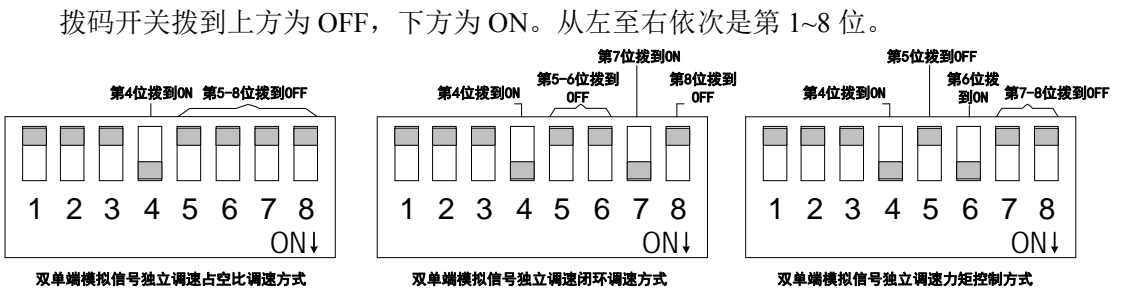 拨码开关拨到上方为 OFF，下方为 ON。从左至右依次是第 1~8 位。
第4位拨到ON 第5-8位拨到OFF
1 2 3 4 5 6 7 8
ON↓
双单端模拟信号独立调速占空比调速方式
第7位拨到ON
第4位拨到ON
第5-6位拨到
OFF
第8位拨到
OFF
1 2 3 4 5 6 7 8
ON↓
双单端模拟信号独立调速闭环调速方式
第5位拨到OFF
第4位拨到ON
第6位拨
到ON
第7-8位拨到OFF
1 2 3 4 5 6 7 8
ON↓
双单端模拟信号独立调速力矩控制方式